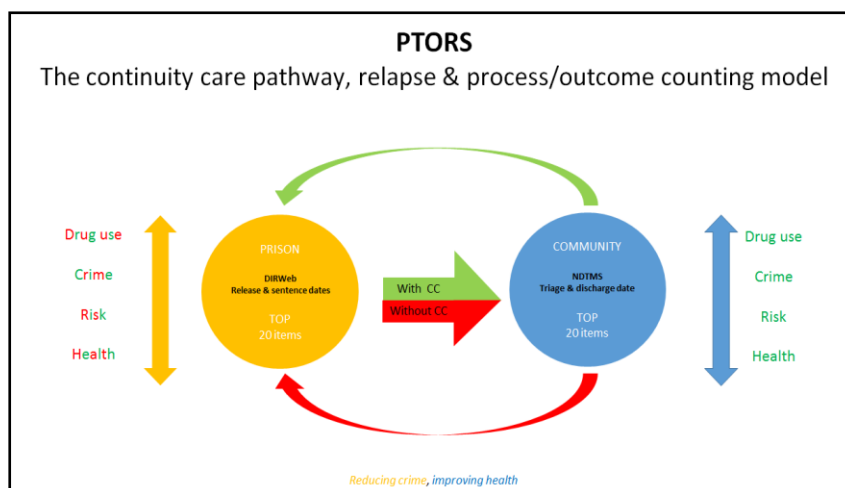 PTORS
The continuity care pathway, relapse & process/outcome counting model
Drug use
Crime
Risk
Health
PRISON
DIRWeb
Release & sentence dates
TOP
20 items
With CC
Without CC
COMMUNITY
NDTMS
Triage & discharge date
TOP
20 items
Drug use
Crime
Risk
Health
Reducing crime, improving health